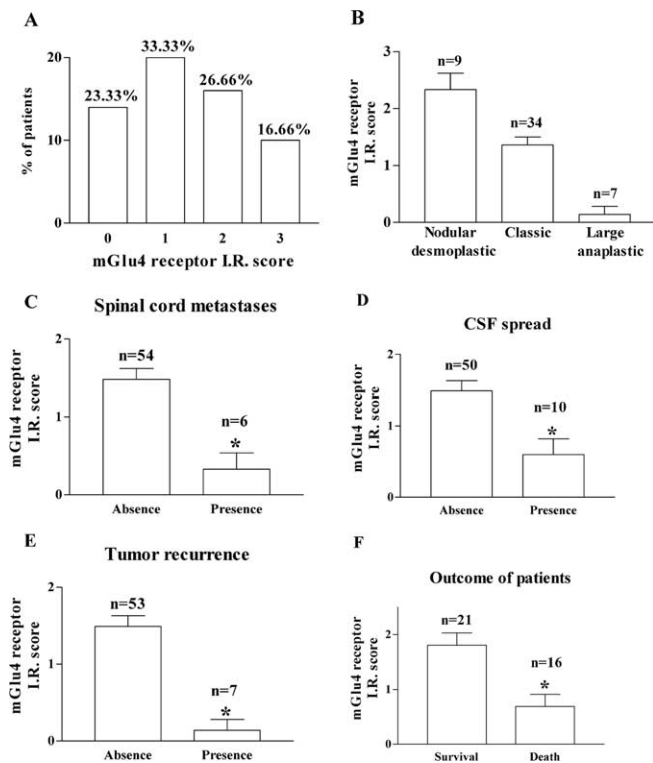 A
% of patients
20
10
0
23.33%
33.33%
26.66%
16.66%
0 1 2 3
mGlu4 receptor I.R. score
B
mGlu4 receptor
I.R. score
3
2
1
0
n=9
n=34
n=7
Nodular
desmoplastic
Classic
Large
anaplastic
C
Spinal cord metastases
mGlu4 receptor
I.R. score
2
1
0
n=54
n=6
*
Absence Presence
D
CSF spread
mGlu4 receptor
I.R. score
2
1
0
n=50
n=10
*
Absence Presence
E
Tumor recurrence
mGlu4 receptor
I.R. score
2
1
0
n=53
n=7
*
Absence Presence
F
Outcome of patients
mGlu4 receptor
I.R. score
2
1
0
n=21
n=16
*
Survival Death